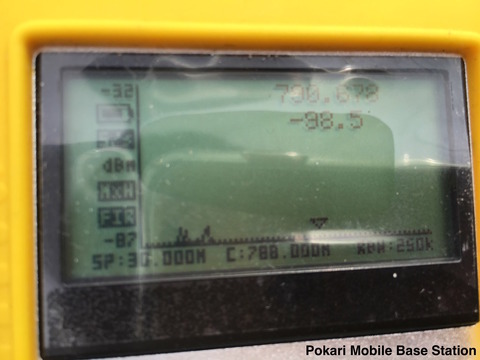 -32
-98.5
dBm
FIR
-87
SP:30.000M C:788.000M RBW:250k
Pokari Mobile Base Station